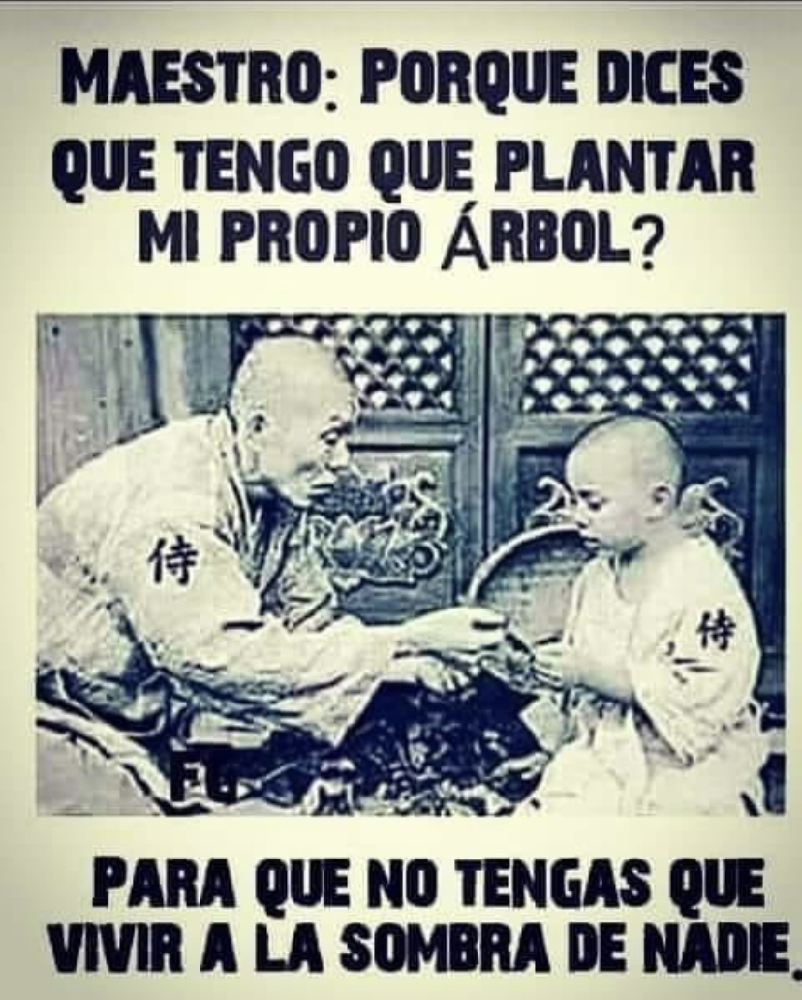 MAESTRO: PORQUE DICES
QUE TENGO QUE PLANTAR
MI PROPIO ÁRBOL?
侍
侍
FG
PARA QUE NO TENGAS QUE
VIVIR A LA SOMBRA DE NADIE.